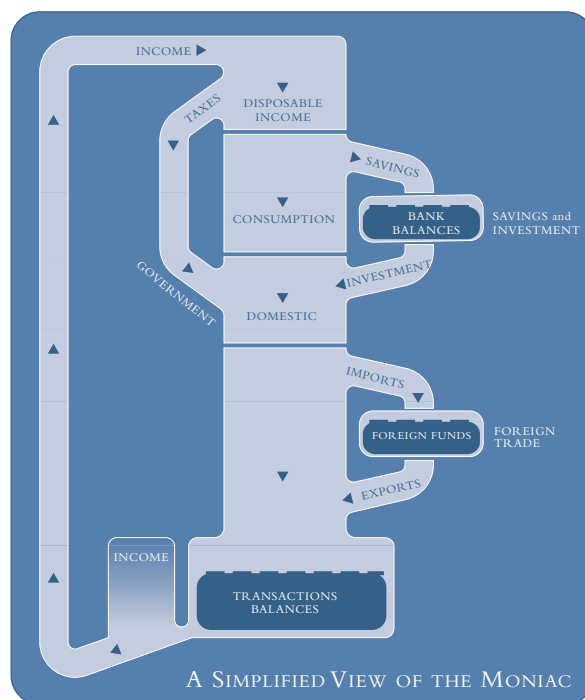 INCOME
TAXES
DISPOSABLE
INCOME
SAVINGS
CONSUMPTION
BANK
BALANCES
SAVINGS and
INVESTMENT
GOVERNMENT
INVESTMENT
DOMESTIC
IMPORTS
FOREIGN FUNDS
FOREIGN
TRADE
EXPORTS
INCOME
TRANSACTIONS
BALANCES
A SIMPLIFIED VIEW OF THE MONIAC